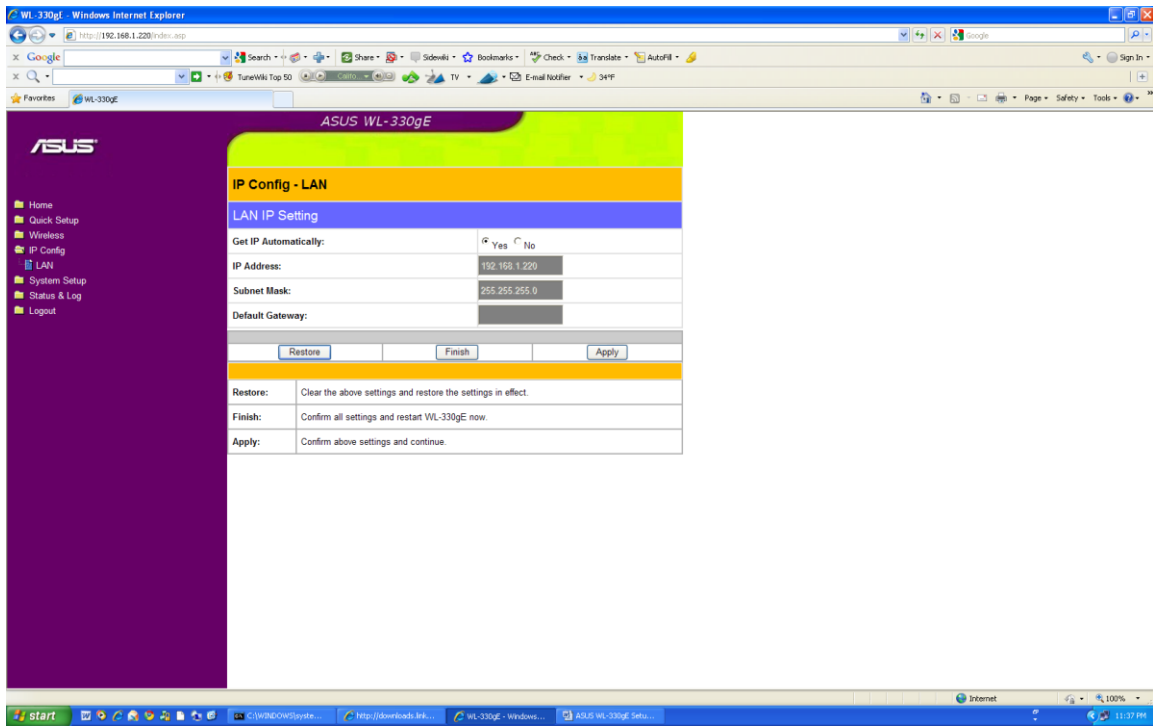 WL-330gE - Windows Internet Explorer
http://192.168.1.220/index.asp
Google
Google
Search
Share
Sidewiki
Bookmarks
Check
Translate
AutoFill
Sign In
TuneWiki Top 50
TV
E-mail Notifier
34°F
Favorites
WL-330gE
Page
Safety
Tools
ASUS WL-330gE
ASUS
IP Config - LAN
LAN IP Setting
Get IP Automatically: Yes No
IP Address: 192.168.1.220
Subnet Mask: 255.255.255.0
Default Gateway:
Restore Finish Apply
Restore: Clear the above settings and restore the settings in effect.
Finish: Confirm all settings and restart WL-330gE now.
Apply: Confirm above settings and continue.
Home
Quick Setup
Wireless
IP Config
LAN
System Setup
Status & Log
Logout
Internet
100%
start
C:\WINDOWS\syste...
http://downloads.link...
WL-330gE - Windows...
ASUS WL-330gE Setu...
11:37 PM